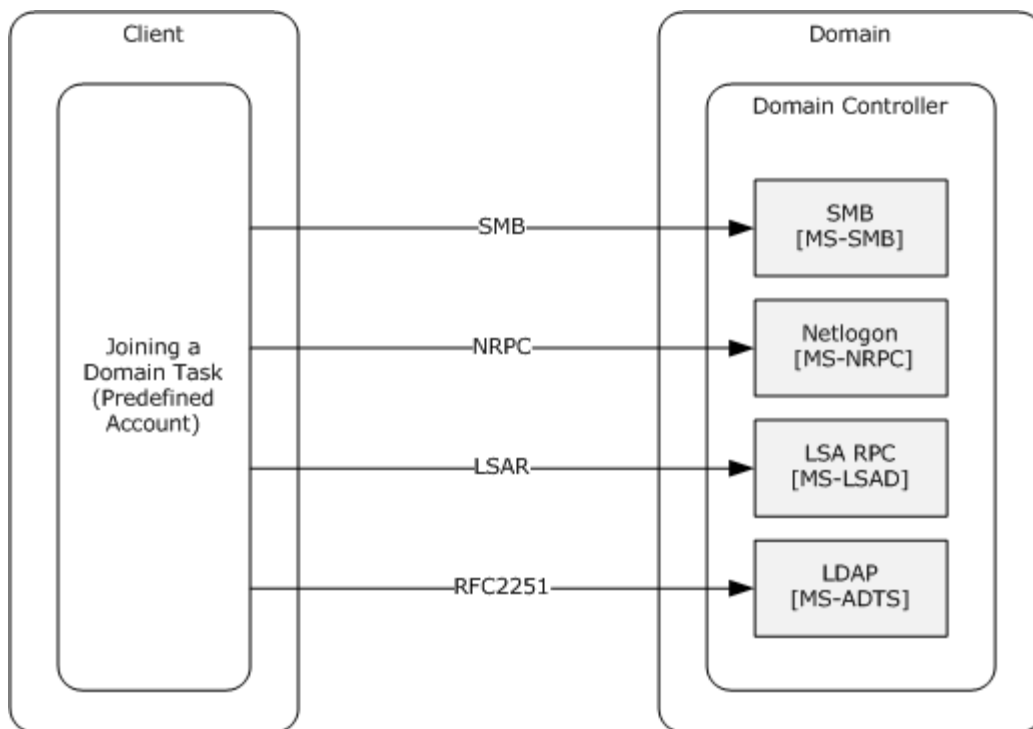 Client
Domain
Domain Controller
Joining a
Domain Task
(Predefined
Account)
SMB
SMB
[MS-SMB]
NRPC
Netlogon
[MS-NRPC]
LSAR
LSA RPC
[MS-LSAD]
RFC2251
LDAP
[MS-ADTS]